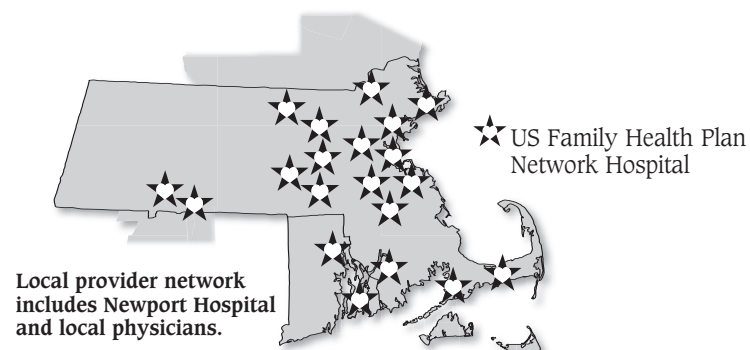 US Family Health Plan
Network Hospital
Local provider network
includes Newport Hospital
and local physicians.